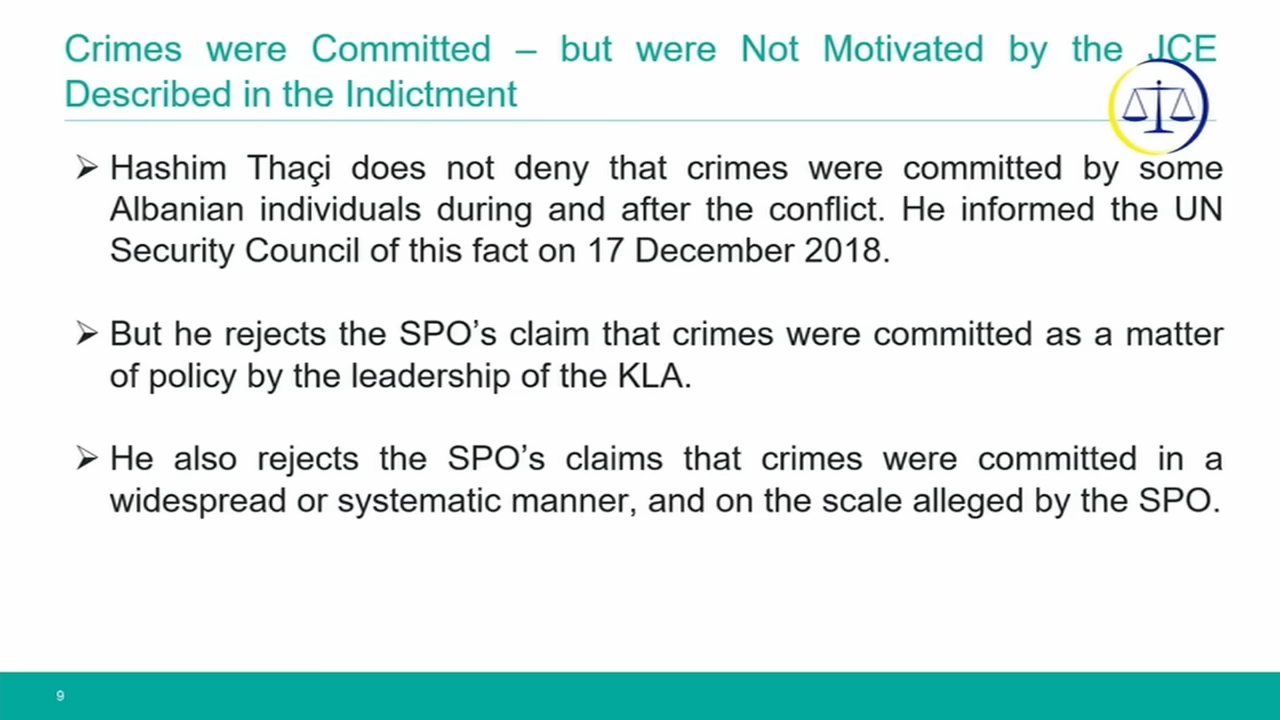 Crimes were Committed – but were Not Motivated by the JCE
Described in the Indictment
➢ Hashim Thaçi does not deny that crimes were committed by some
Albanian individuals during and after the conflict. He informed the UN
Security Council of this fact on 17 December 2018.
➢ But he rejects the SPO’s claim that crimes were committed as a matter
of policy by the leadership of the KLA.
➢ He also rejects the SPO’s claims that crimes were committed in a
widespread or systematic manner, and on the scale alleged by the SPO.
9